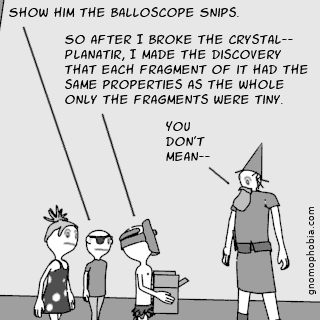 SHOW HIM THE BALLOSCOPE SNIPS.
SO AFTER I BROKE THE CRYSTAL--
PLANATIR, I MADE THE DISCOVERY
THAT EACH FRAGMENT OF IT HAD THE
SAME PROPERTIES AS THE WHOLE
ONLY THE FRAGMENTS WERE TINY.
YOU
DON'T
MEAN--
gnomophobia.com